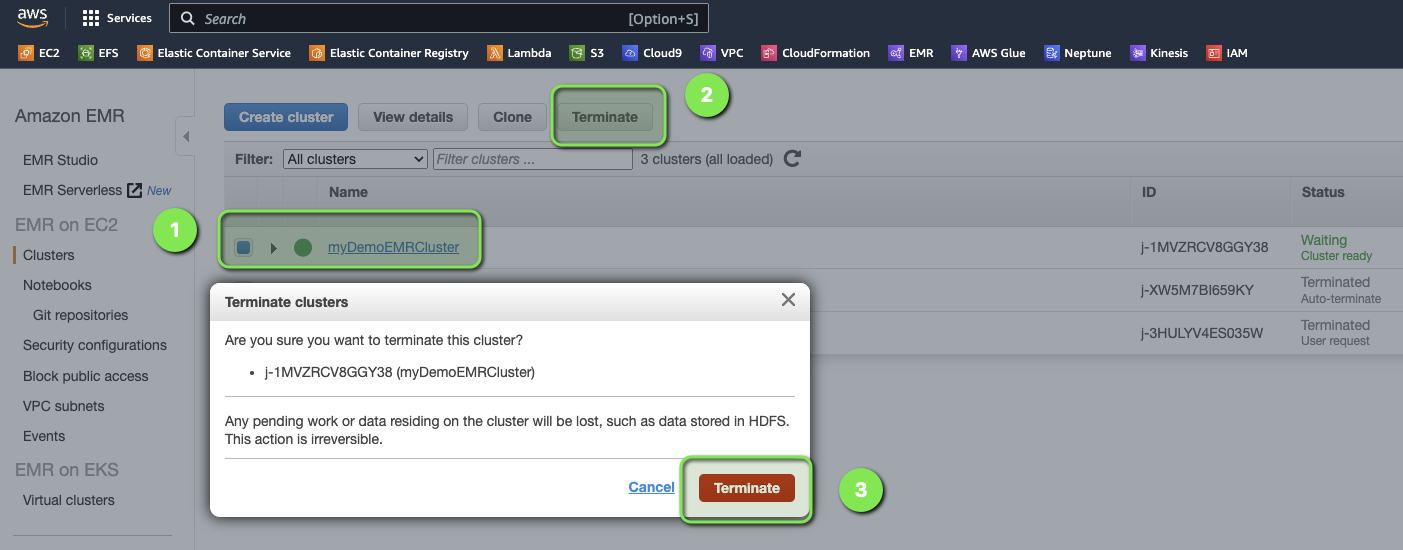 aws
Services
Search
[Option+S]
EC2 EFS Elastic Container Service Elastic Container Registry Lambda S3 Cloud9 VPC CloudFormation EMR AWS Glue Neptune Kinesis IAM
Amazon EMR
EMR Studio
EMR Serverless New
EMR on EC2
Clusters
Notebooks
Git repositories
Security configurations
Block public access
VPC subnets
Events
EMR on EKS
Virtual clusters
Create cluster View details Clone Terminate
2
Filter: All clusters Filter clusters ... 3 clusters (all loaded)
Name ID Status
1
myDemoEMRCluster j-1MVZRCV8GGY38 Waiting
Cluster ready
j-XW5M7BI659KY Terminated
Auto-terminate
j-3HULYV4ES035W Terminated
User request
Terminate clusters
Are you sure you want to terminate this cluster?
• j-1MVZRCV8GGY38 (myDemoEMRCluster)
Any pending work or data residing on the cluster will be lost, such as data stored in HDFS.
This action is irreversible.
Cancel Terminate
3